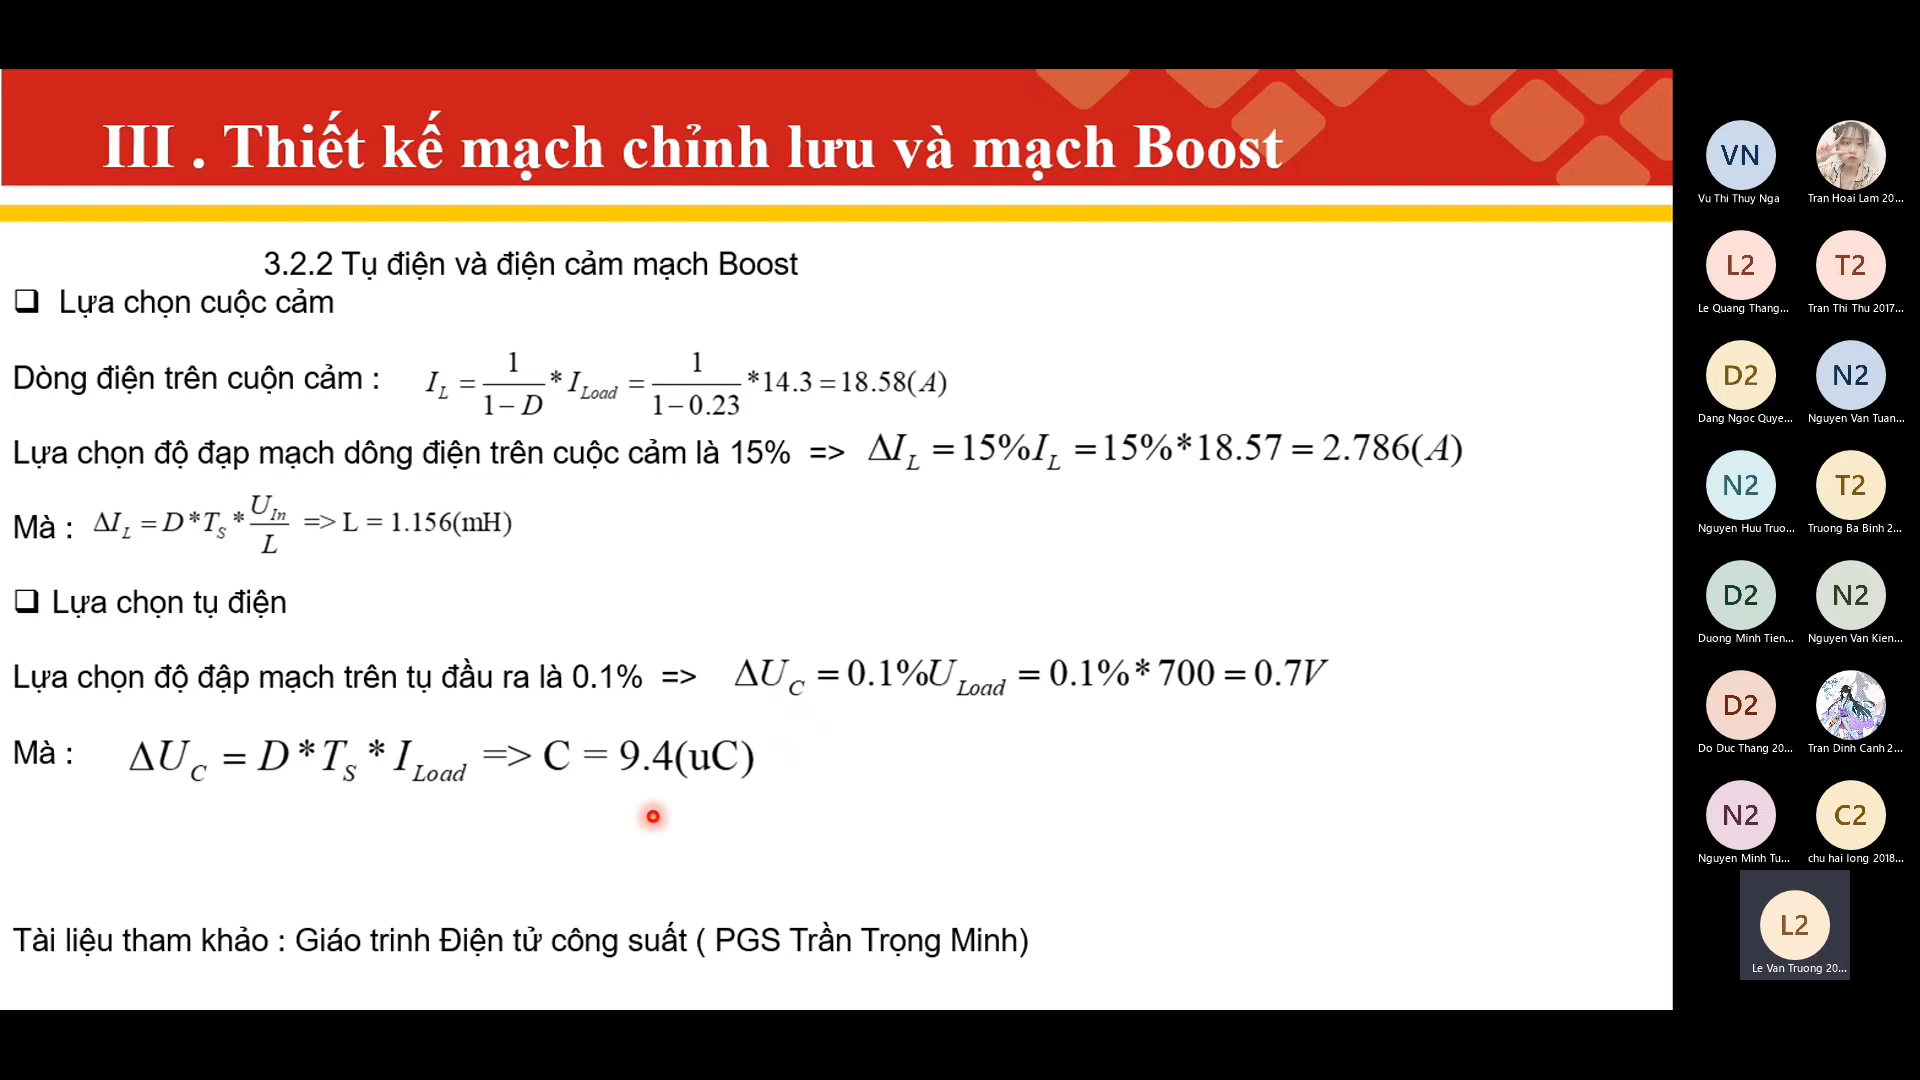 III . Thiết kế mạch chỉnh lưu và mạch Boost
3.2.2 Tụ điện và điện cảm mạch Boost
❑ Lựa chọn cuộc cảm
Dòng điện trên cuộn cảm : I_L = 1/(1−D) * I_Load = 1/(1−0.23) *14.3 = 18.58(A)
Lựa chọn độ đạp mạch dông điện trên cuộc cảm là 15% => ΔI_L = 15%I_L = 15%*18.57 = 2.786(A)
Mà : ΔI_L = D*T_S * U_In/L => L = 1.156(mH)
❑ Lựa chọn tụ điện
Lựa chọn độ đập mạch trên tụ đầu ra là 0.1% => ΔU_C = 0.1%U_Load = 0.1%*700 = 0.7V
Mà : ΔU_C = D*T_S*I_Load => C = 9.4(uC)
Tài liệu tham khảo : Giáo trinh Điện tử công suất ( PGS Trần Trọng Minh)
VN
Vu Thi Thuy Nga
Tran Hoai Lam 20...
L2
Le Quang Thang...
T2
Tran Thi Thu 2017...
D2
Dang Ngoc Quye...
N2
Nguyen Van Tuan...
N2
Nguyen Huu Truo...
T2
Truong Ba Binh 2...
D2
Duong Minh Tien...
N2
Nguyen Van Kien...
D2
Do Duc Thang 20...
Tran Dinh Canh 2...
N2
Nguyen Minh Tu...
C2
chu hai long 2018...
L2
Le Van Truong 20...